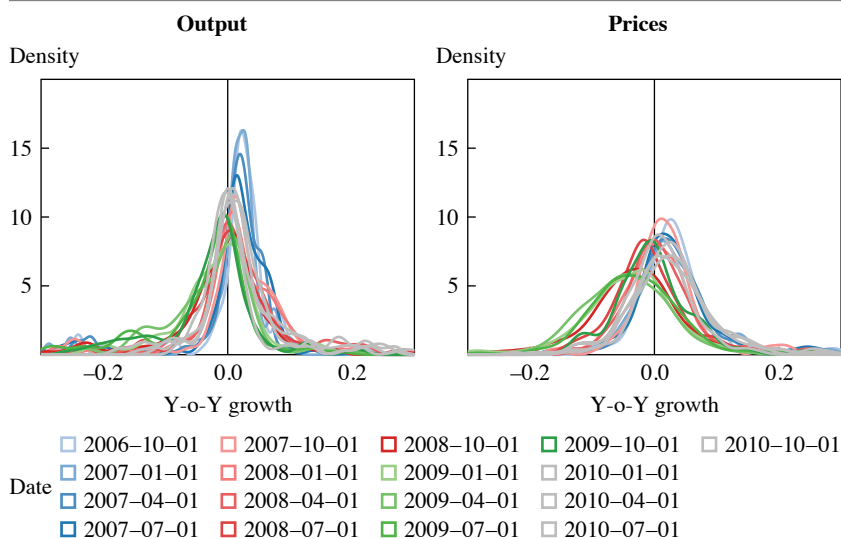 Output
Prices
Density
Density
15
10
5
15
10
5
−0.2 0.0 0.2
−0.2 0.0 0.2
Y-o-Y growth
Y-o-Y growth
Date
2006–10–01 2007–10–01 2008–10–01 2009–10–01 2010–10–01
2007–01–01 2008–01–01 2009–01–01 2010–01–01
2007–04–01 2008–04–01 2009–04–01 2010–04–01
2007–07–01 2008–07–01 2009–07–01 2010–07–01